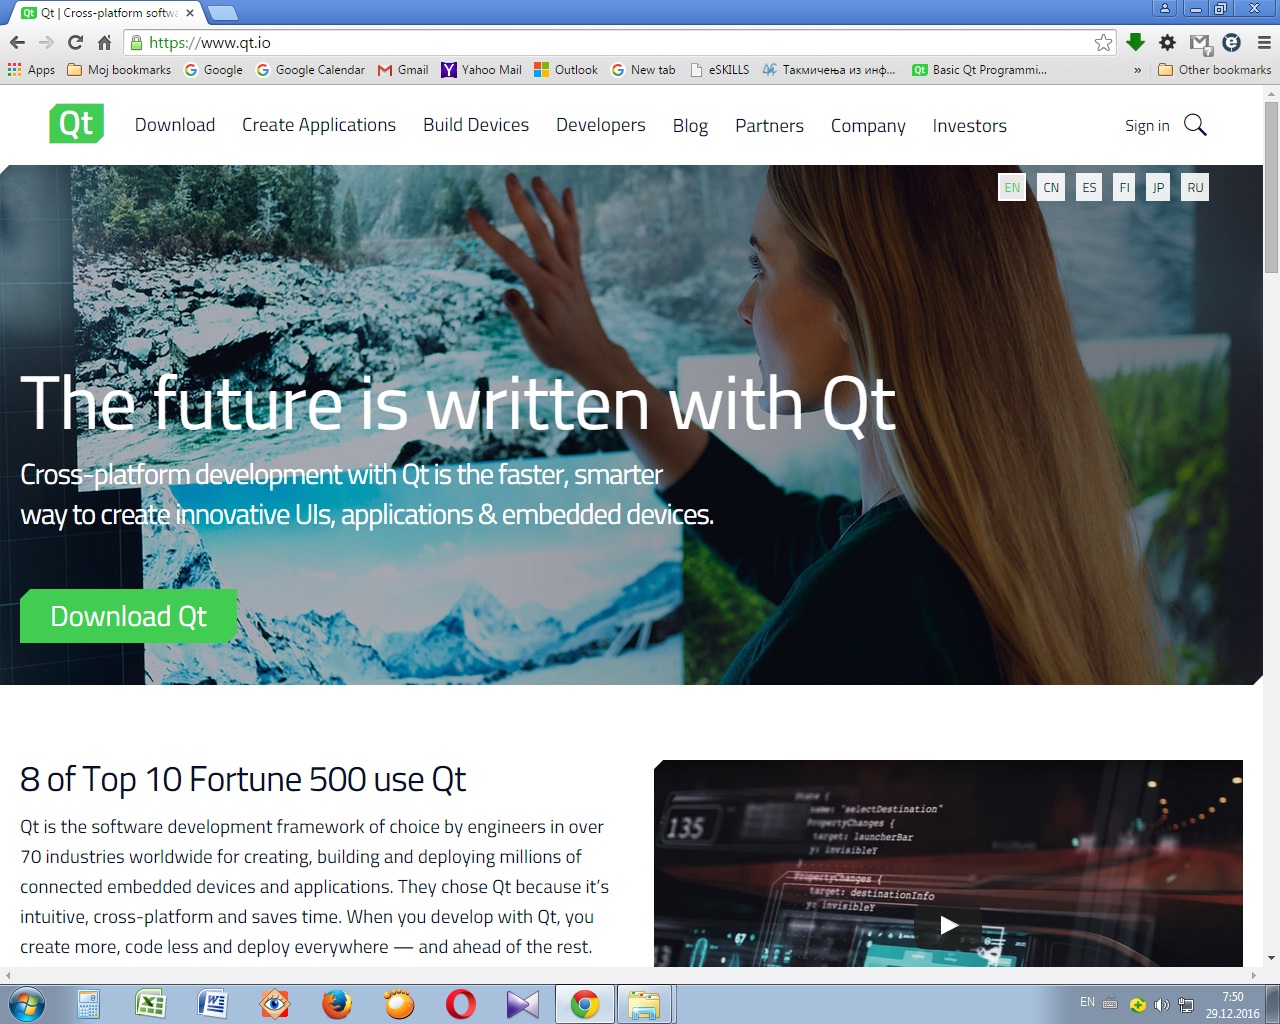 Qt Qt | Cross-platform softwa
https://www.qt.io
Apps Moj bookmarks Google Google Calendar Gmail Yahoo Mail Outlook New tab eSKILLS Такмичења из инф... Qt Basic Qt Programmi... » Other bookmarks
Qt Download Create Applications Build Devices Developers Blog Partners Company Investors Sign in
EN CN ES FI JP RU
The future is written with Qt
Cross-platform development with Qt is the faster, smarter
way to create innovative UIs, applications & embedded devices.
Download Qt
8 of Top 10 Fortune 500 use Qt
Qt is the software development framework of choice by engineers in over
70 industries worldwide for creating, building and deploying millions of
connected embedded devices and applications. They chose Qt because it's
intuitive, cross-platform and saves time. When you develop with Qt, you
create more, code less and deploy everywhere — and ahead of the rest.
State {
name: "selectDestination"
PropertyChanges {
target: launcherBar
y: invisibleY
}
PropertyChanges {
target: destinationInfo
y: invisibleY
135
67
EN
7:50
29.12.2016